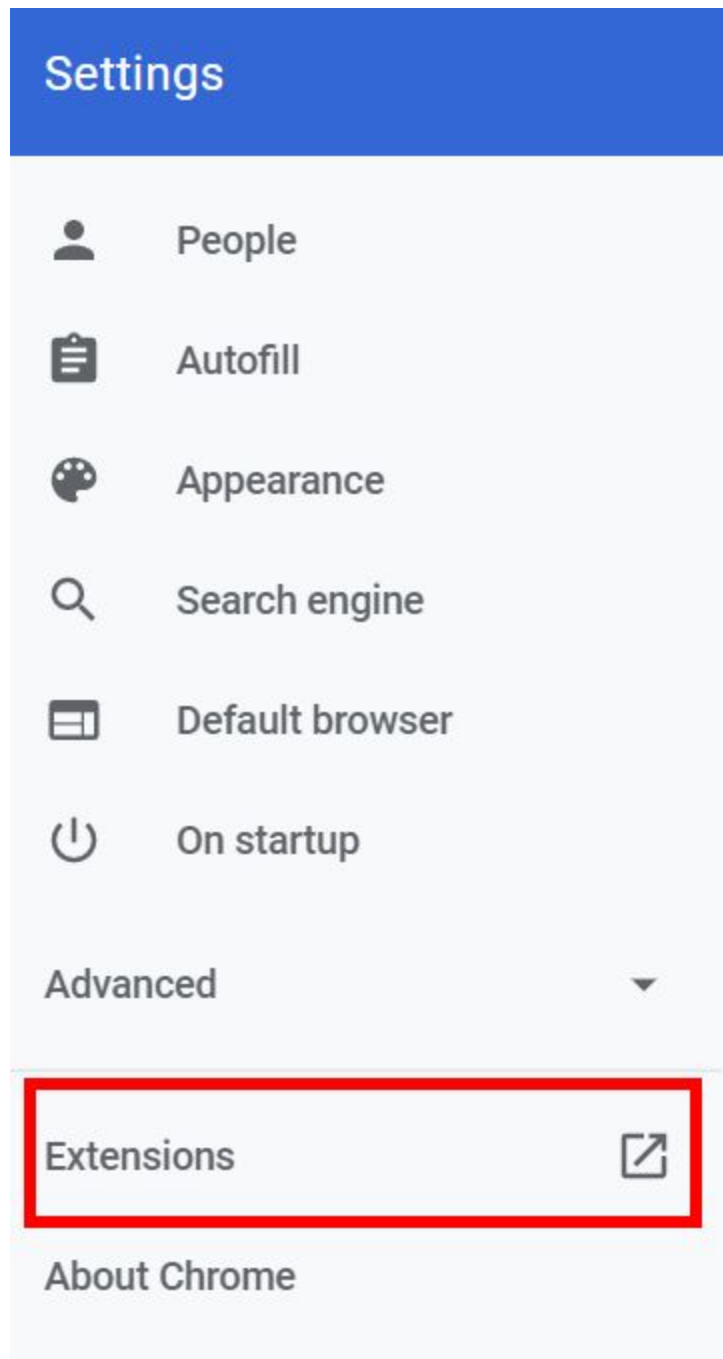 Settings
People
Autofill
Appearance
Search engine
Default browser
On startup
Advanced
Extensions
About Chrome